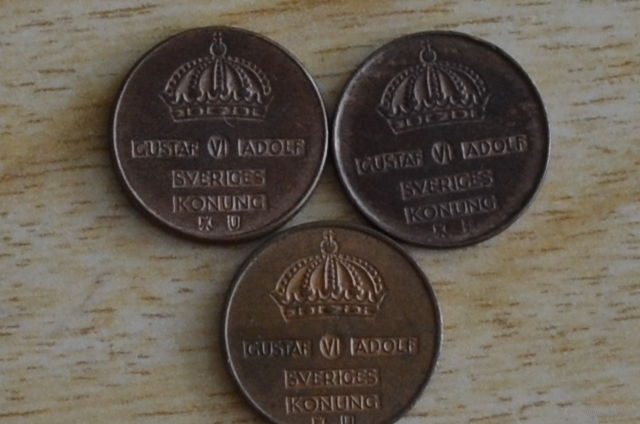 GUSTAF VI ADOLF
SVERIGES
KONUNG
U
GUSTAF VI ADOLF
SVERIGES
KONUNG
GUSTAF VI ADOLF
SVERIGES
KONUNG
U